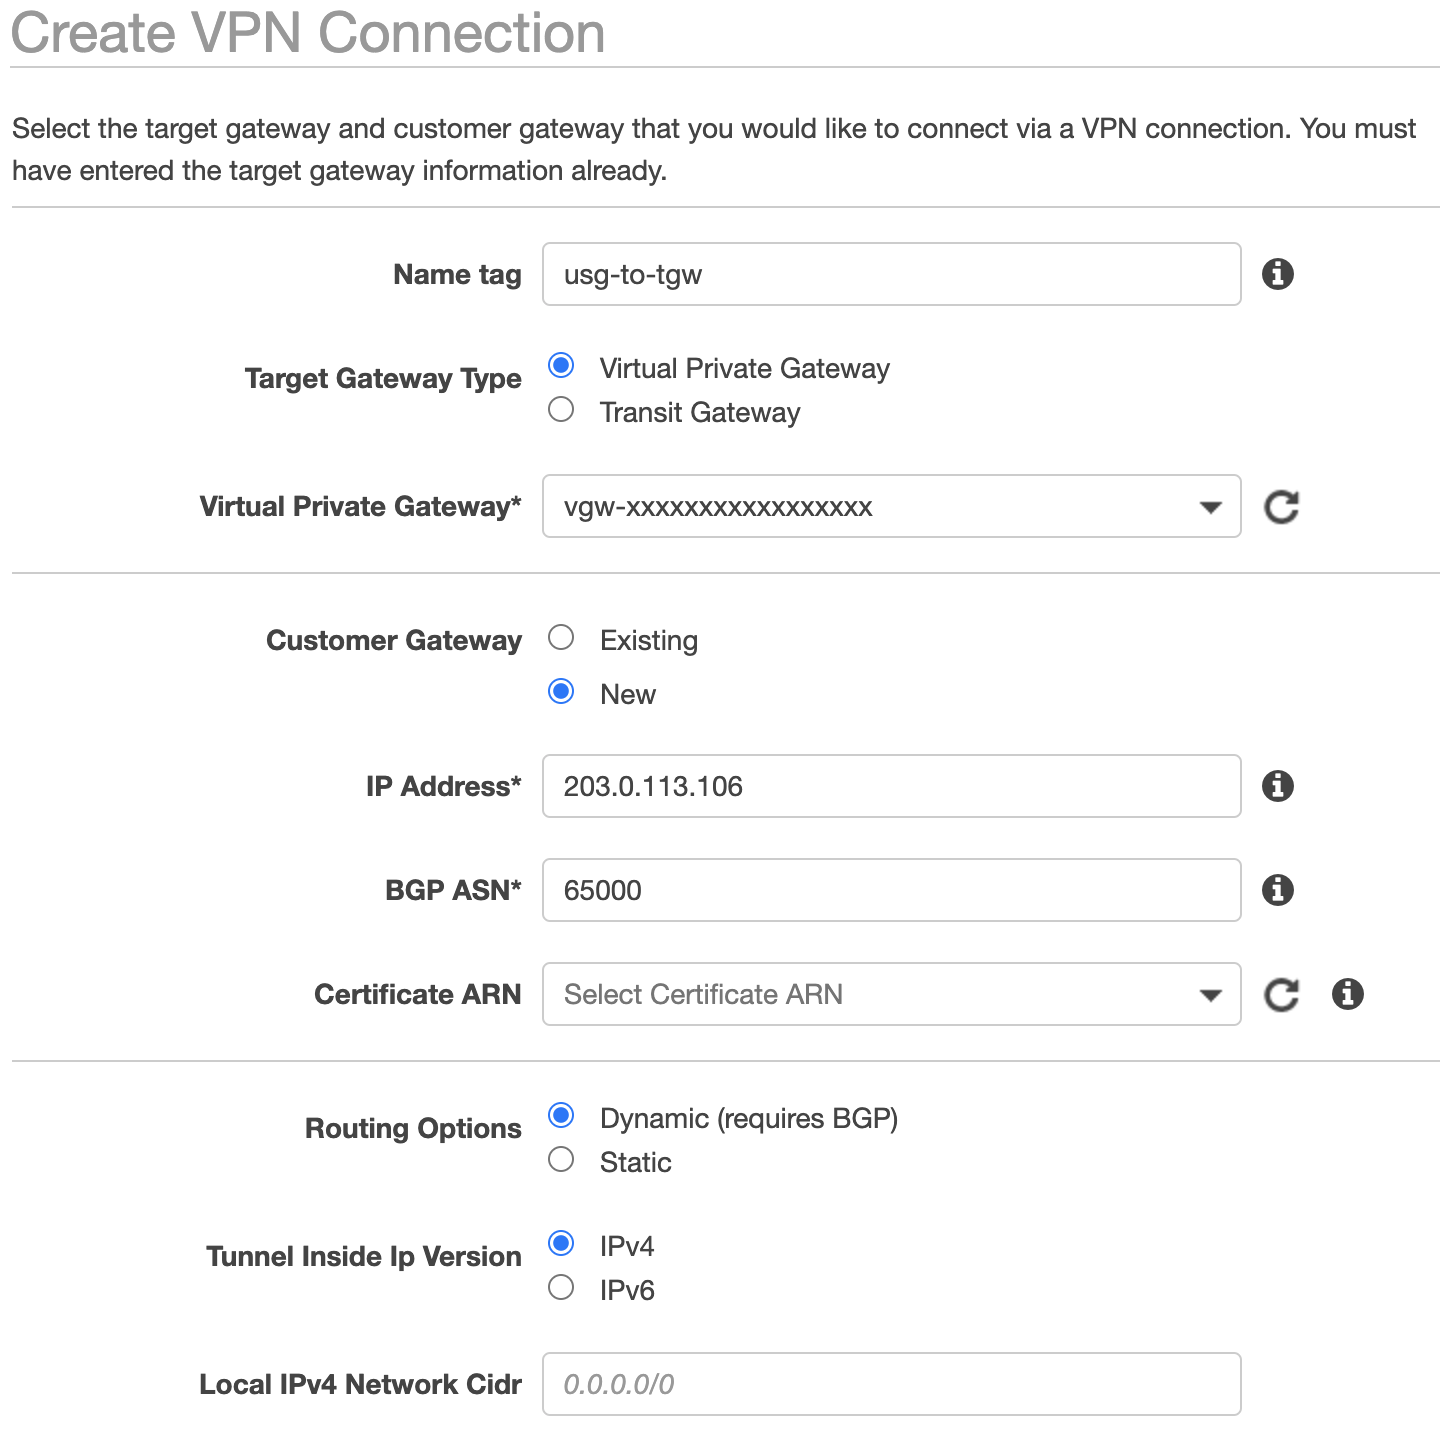 Create VPN Connection
Select the target gateway and customer gateway that you would like to connect via a VPN connection. You must
have entered the target gateway information already.
Name tag usg-to-tgw
Target Gateway Type Virtual Private Gateway
Transit Gateway
Virtual Private Gateway* vgw-xxxxxxxxxxxxxxxxx
Customer Gateway Existing
New
IP Address* 203.0.113.106
BGP ASN* 65000
Certificate ARN Select Certificate ARN
Routing Options Dynamic (requires BGP)
Static
Tunnel Inside Ip Version IPv4
IPv6
Local IPv4 Network Cidr 0.0.0.0/0